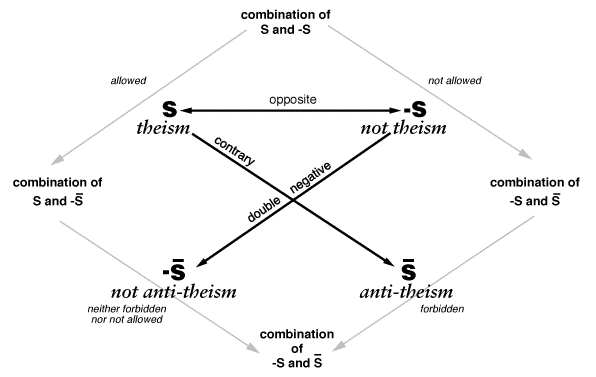 combination of
S and -S
allowed
not allowed
opposite
S
-S
theism
not theism
contrary
double negative
combination of
S and -S̅
combination of
-S and S̅
-S̅
S̅
not anti-theism
anti-theism
neither forbidden
nor not allowed
forbidden
combination
of
-S and S̅